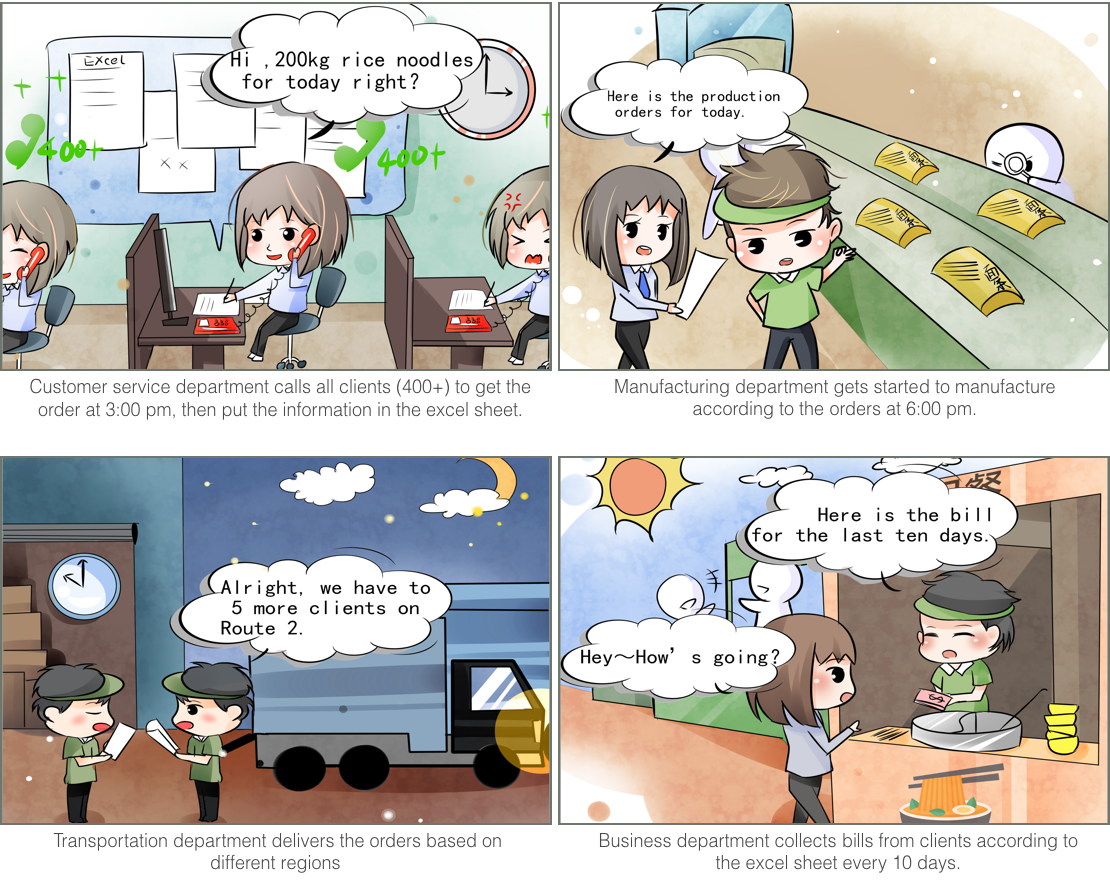 Excel
Hi ,200kg rice noodles
for today right?
400+
400+
x x
Customer service department calls all clients (400+) to get the
order at 3:00 pm, then put the information in the excel sheet.
Here is the production
orders for today.
Manufacturing department gets started to manufacture
according to the orders at 6:00 pm.
Alright, we have to
5 more clients on
Route 2.
Transportation department delivers the orders based on
different regions
Here is the bill
for the last ten days.
Hey～How's going?
Business department collects bills from clients according to
the excel sheet every 10 days.